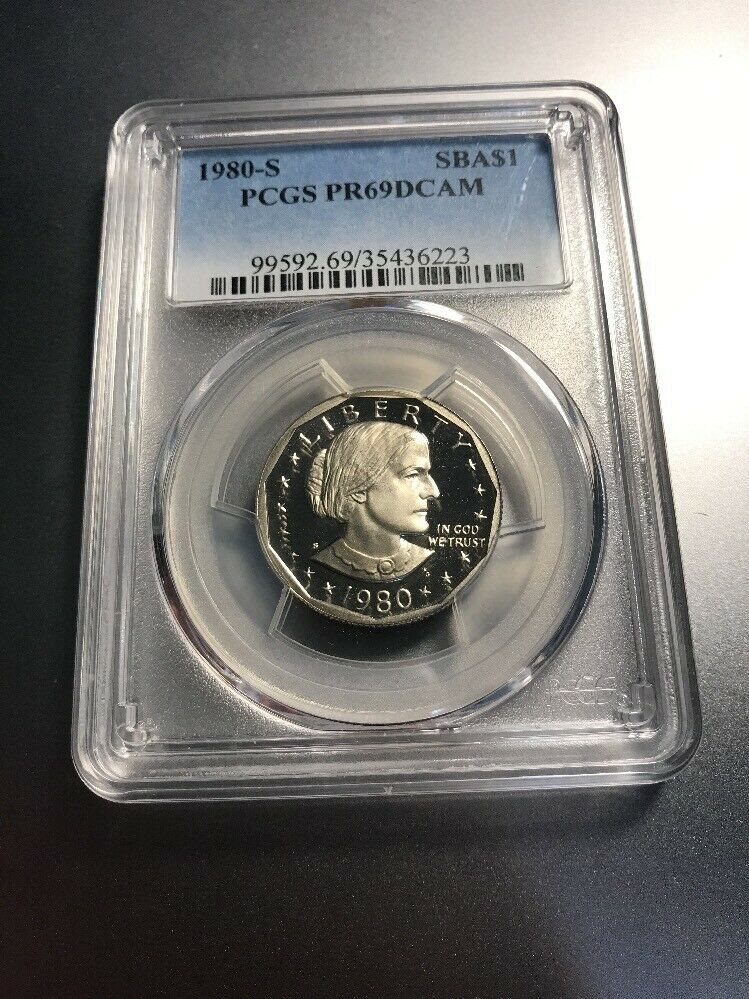 1980-S SBA$1
PCGS PR69DCAM
99592.69/35436223
LIBERTY
IN GOD
WE TRUST
S
1980